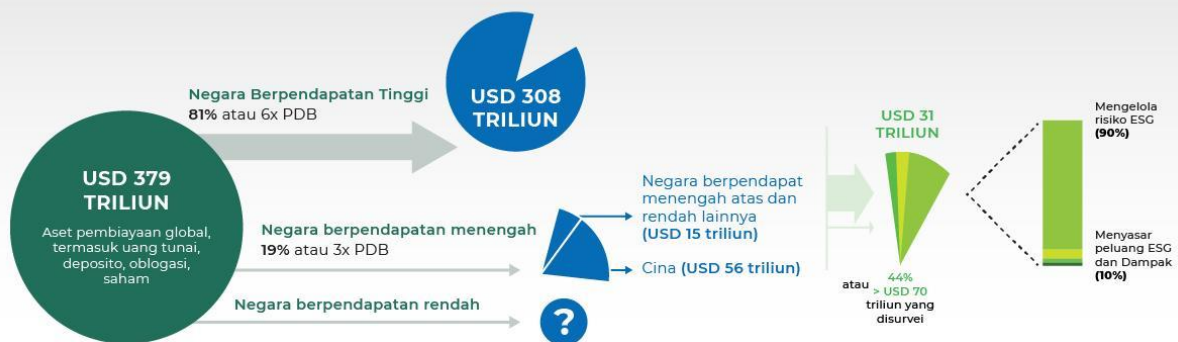 USD 379
TRILIUN
Aset pembiayaan global,
termasuk uang tunai,
deposito, oblogasi,
saham
Negara Berpendapatan Tinggi
81% atau 6x PDB
USD 308
TRILIUN
Negara berpendapatan menengah
19% atau 3x PDB
Negara berpendapatan rendah
?
Negara berpendapat
menengah atas dan
rendah lainnya
(USD 15 triliun)
Cina (USD 56 triliun)
USD 31
TRILIUN
atau
44%
> USD 70
triliun yang
disurvei
Mengelola
risiko ESG
(90%)
Menyasar
peluang ESG
dan Dampak
(10%)